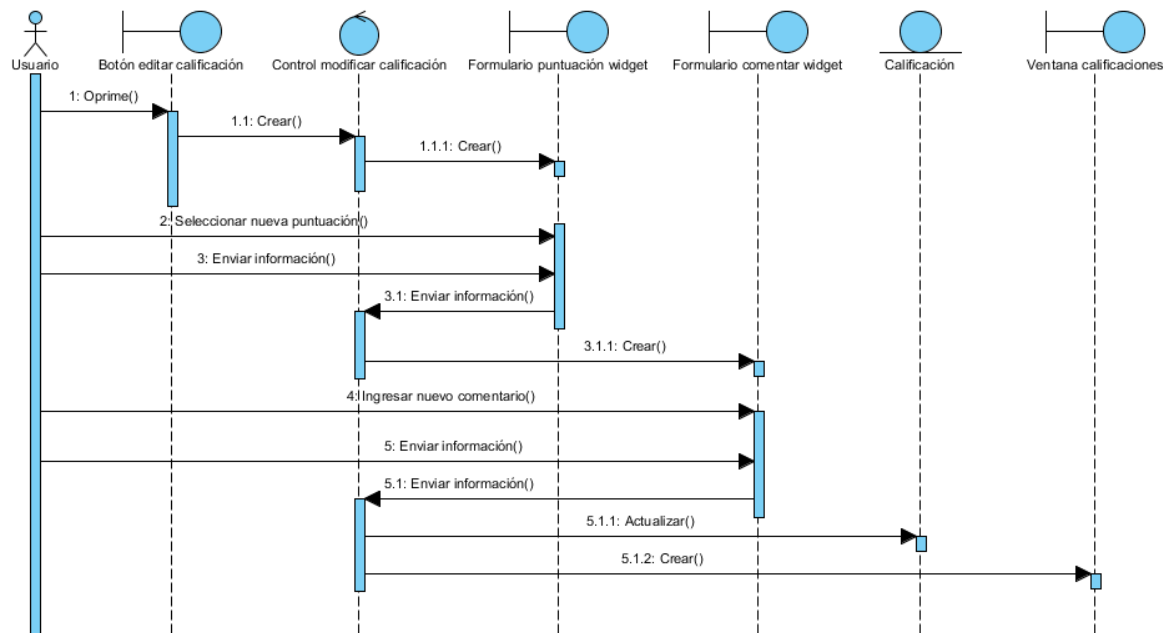 Usuario
Botón editar calificación
Control modificar calificación
Formulario puntuación widget
Formulario comentar widget
Calificación
Ventana calificaciones
1: Oprime()
1.1: Crear()
1.1.1: Crear()
2: Seleccionar nueva puntuación()
3: Enviar información()
3.1: Enviar información()
3.1.1: Crear()
4: Ingresar nuevo comentario()
5: Enviar información()
5.1: Enviar información()
5.1.1: Actualizar()
5.1.2: Crear()